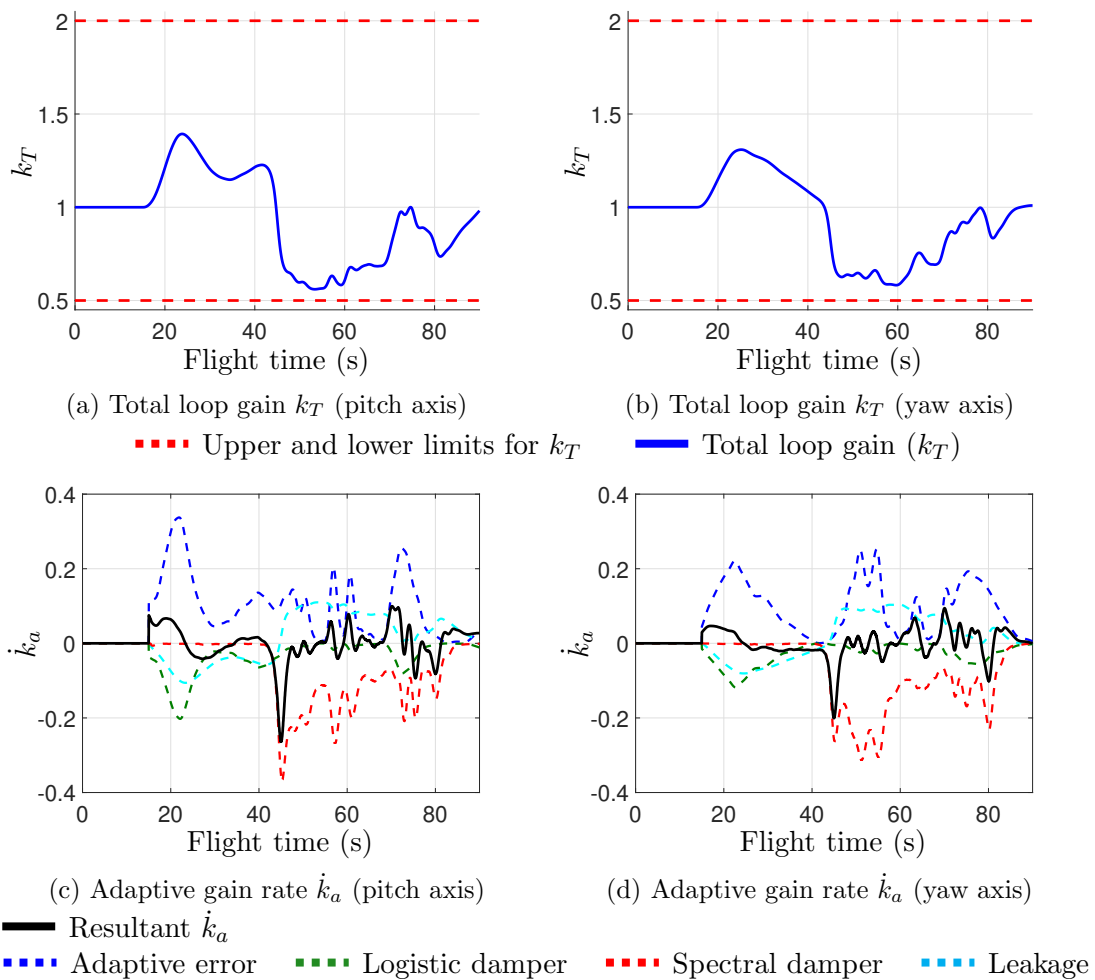 2
1.5
1
0.5
k_T
0 20 40 60 80
Flight time (s)
(a) Total loop gain k_T (pitch axis)
2
1.5
1
0.5
k_T
0 20 40 60 80
Flight time (s)
(b) Total loop gain k_T (yaw axis)
Upper and lower limits for k_T Total loop gain (k_T)
0.4
0.2
0
-0.2
-0.4
k̇_a
0 20 40 60 80
Flight time (s)
(c) Adaptive gain rate k̇_a (pitch axis)
0.4
0.2
0
-0.2
-0.4
k̇_a
0 20 40 60 80
Flight time (s)
(d) Adaptive gain rate k̇_a (yaw axis)
Resultant k̇_a
Adaptive error Logistic damper Spectral damper Leakage